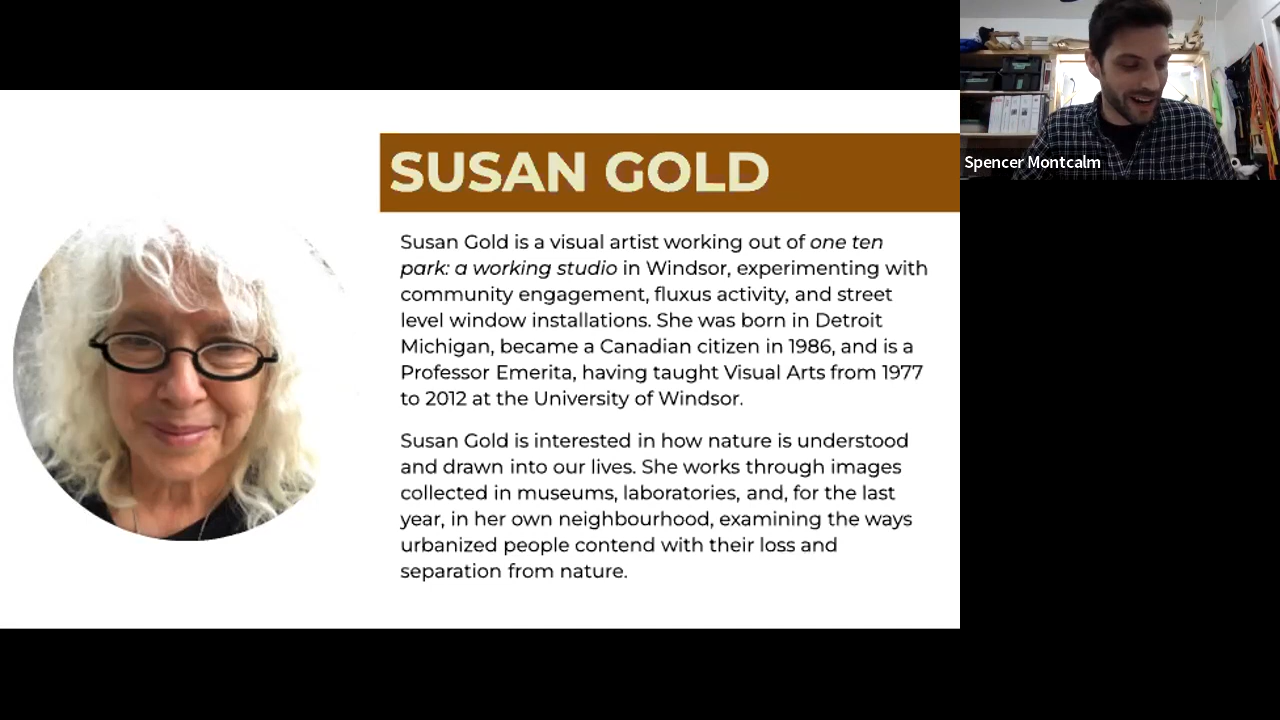 SUSAN GOLD
Susan Gold is a visual artist working out of one ten
park: a working studio in Windsor, experimenting with
community engagement, fluxus activity, and street
level window installations. She was born in Detroit
Michigan, became a Canadian citizen in 1986, and is a
Professor Emerita, having taught Visual Arts from 1977
to 2012 at the University of Windsor.
Susan Gold is interested in how nature is understood
and drawn into our lives. She works through images
collected in museums, laboratories, and, for the last
year, in her own neighbourhood, examining the ways
urbanized people contend with their loss and
separation from nature.
Spencer Montcalm